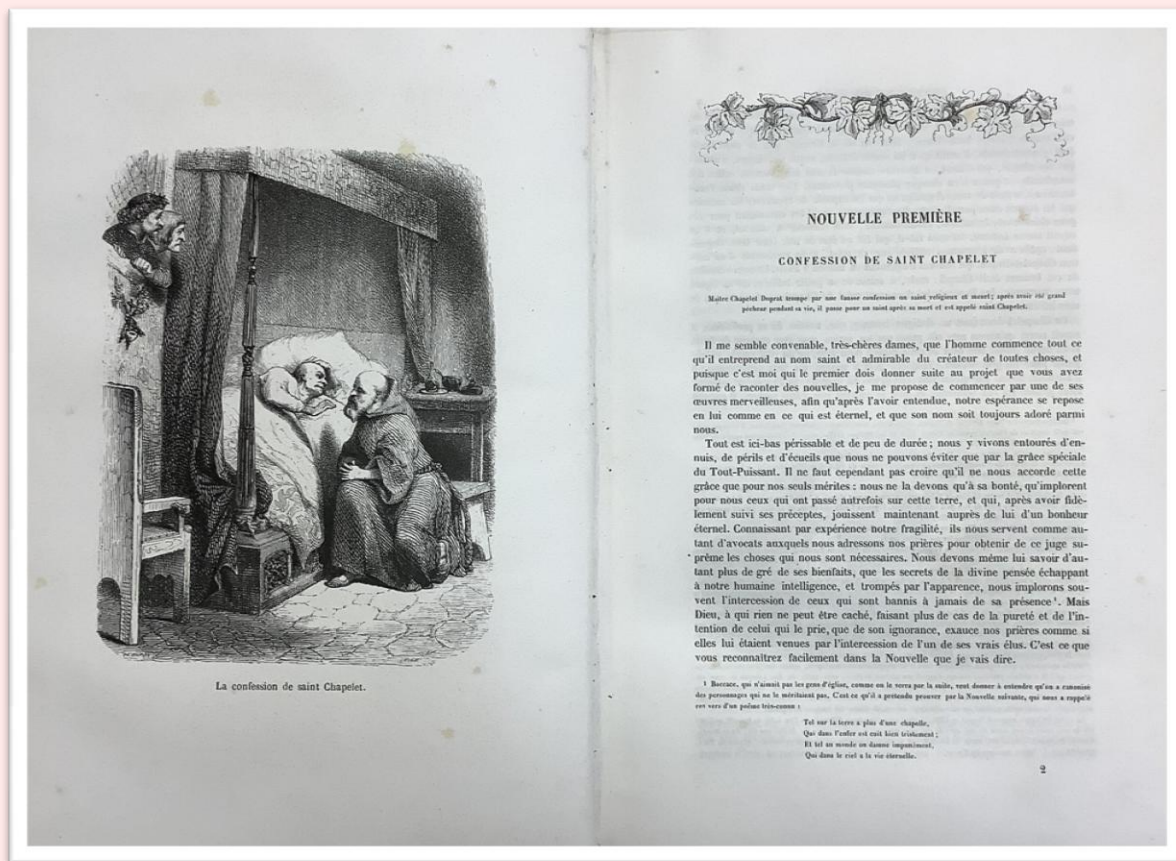 La confession de saint Chapelet.
NOUVELLE PREMIÈRE
CONFESSION DE SAINT CHAPELET
Maître Chapelet Duprat trompe par une fausse confession un saint religieux et meurt; après avoir été grand
pécheur pendant sa vie, il passe pour un saint après sa mort et est appelé saint Chapelet.
Il me semble convenable, très-chères dames, que l'homme commence tout ce
qu'il entreprend au nom saint et admirable du créateur de toutes choses, et
puisque c'est moi qui le premier dois donner suite au projet que vous avez
formé de raconter des nouvelles, je me propose de commencer par une de ses
œuvres merveilleuses, afin qu'après l'avoir entendue, notre espérance se repose
en lui comme en ce qui est éternel, et que son nom soit toujours adoré parmi
nous.
Tout est ici-bas périssable et de peu de durée; nous y vivons entourés d'en-
nuis, de périls et d'écueils que nous ne pouvons éviter que par la grâce spéciale
du Tout-Puissant. Il ne faut cependant pas croire qu'il ne nous accorde cette
grâce que pour nos seuls mérites : nous ne la devons qu'à sa bonté, qu'implorent
pour nous ceux qui ont passé autrefois sur cette terre, et qui, après avoir fidè-
lement suivi ses préceptes, jouissent maintenant auprès de lui d'un bonheur
éternel. Connaissant par expérience notre fragilité, ils nous servent comme au-
tant d'avocats auxquels nous adressons nos prières pour obtenir de ce juge su-
prême les choses qui nous sont nécessaires. Nous devons même lui savoir d'au-
tant plus de gré de ses bienfaits, que les secrets de la divine pensée échappant
à notre humaine intelligence, et trompés par l'apparence, nous implorons sou-
vent l'intercession de ceux qui sont bannis à jamais de sa présence¹. Mais
Dieu, à qui rien ne peut être caché, faisant plus de cas de la pureté et de l'in-
tention de celui qui le prie, que de son ignorance, exauce nos prières comme si
elles lui étaient venues par l'intercession de l'un de ses vrais élus. C'est ce que
vous reconnaîtrez facilement dans la Nouvelle que je vais dire.
¹ Boccace, qui n'aimait pas les gens d'église, comme on le verra par la suite, veut donner à entendre qu'on a canonisé
des personnages qui ne le méritaient pas. C'est ce qu'il a prétendu prouver par la Nouvelle suivante, qui nous a rappelé
ces vers d'un poème très-connu :
Tel sur la terre a plus d'une chapelle,
Qui dans l'enfer est cuit bien tristement;
Et tel au monde on damne impunément,
Qui dans le ciel a la vie éternelle.
2